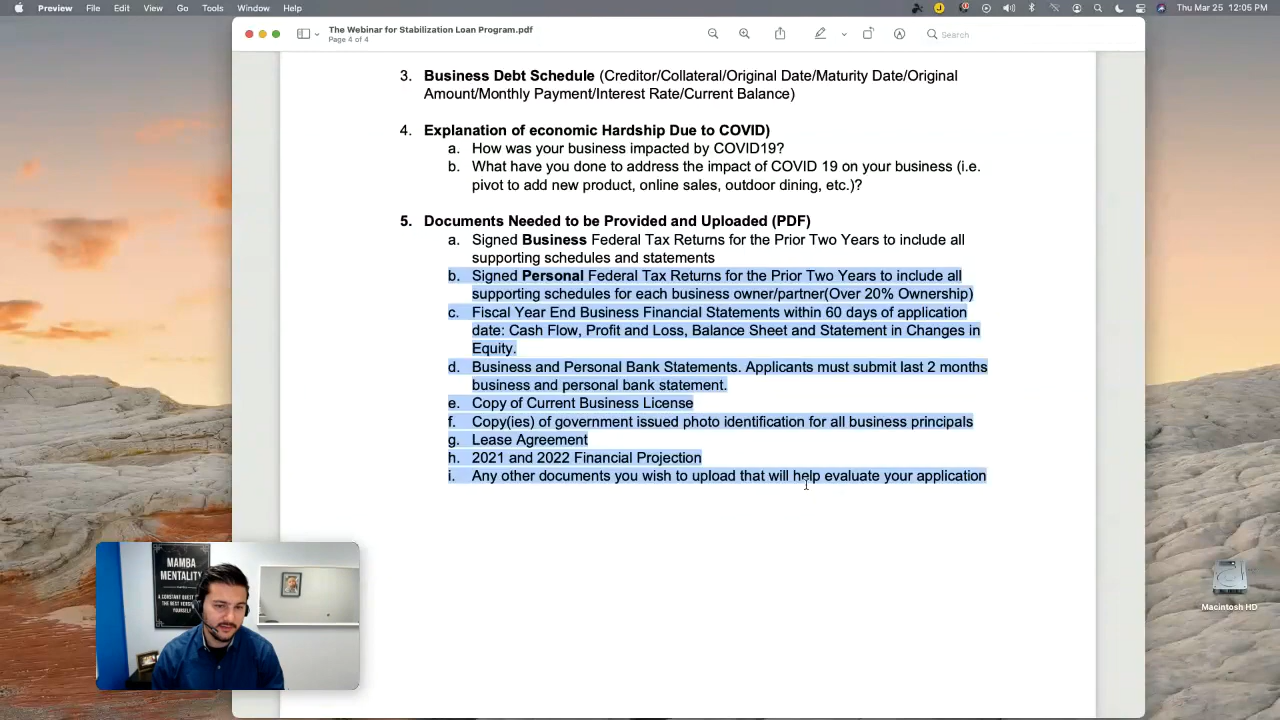 Preview File Edit View Go Tools Window Help
Thu Mar 25 12:05 PM
The Webinar for Stabilization Loan Program.pdf
Page 4 of 4
Search
3. Business Debt Schedule (Creditor/Collateral/Original Date/Maturity Date/Original
Amount/Monthly Payment/Interest Rate/Current Balance)
4. Explanation of economic Hardship Due to COVID)
a. How was your business impacted by COVID19?
b. What have you done to address the impact of COVID 19 on your business (i.e.
pivot to add new product, online sales, outdoor dining, etc.)?
5. Documents Needed to be Provided and Uploaded (PDF)
a. Signed Business Federal Tax Returns for the Prior Two Years to include all
supporting schedules and statements
b. Signed Personal Federal Tax Returns for the Prior Two Years to include all
supporting schedules for each business owner/partner(Over 20% Ownership)
c. Fiscal Year End Business Financial Statements within 60 days of application
date: Cash Flow, Profit and Loss, Balance Sheet and Statement in Changes in
Equity.
d. Business and Personal Bank Statements. Applicants must submit last 2 months
business and personal bank statement.
e. Copy of Current Business License
f. Copy(ies) of government issued photo identification for all business principals
g. Lease Agreement
h. 2021 and 2022 Financial Projection
i. Any other documents you wish to upload that will help evaluate your application
MAMBA
MENTALITY
A CONSTANT QUEST
THE BEST
YOURSELF
Macintosh HD